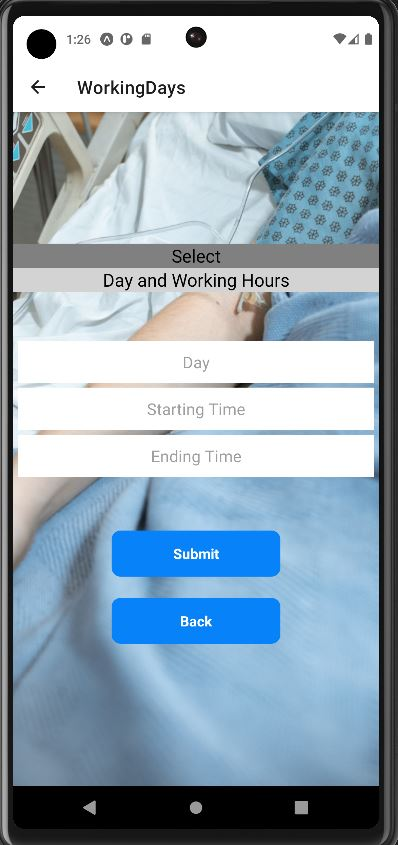 1:26
WorkingDays
Select
Day and Working Hours
Day
Starting Time
Ending Time
Submit
Back